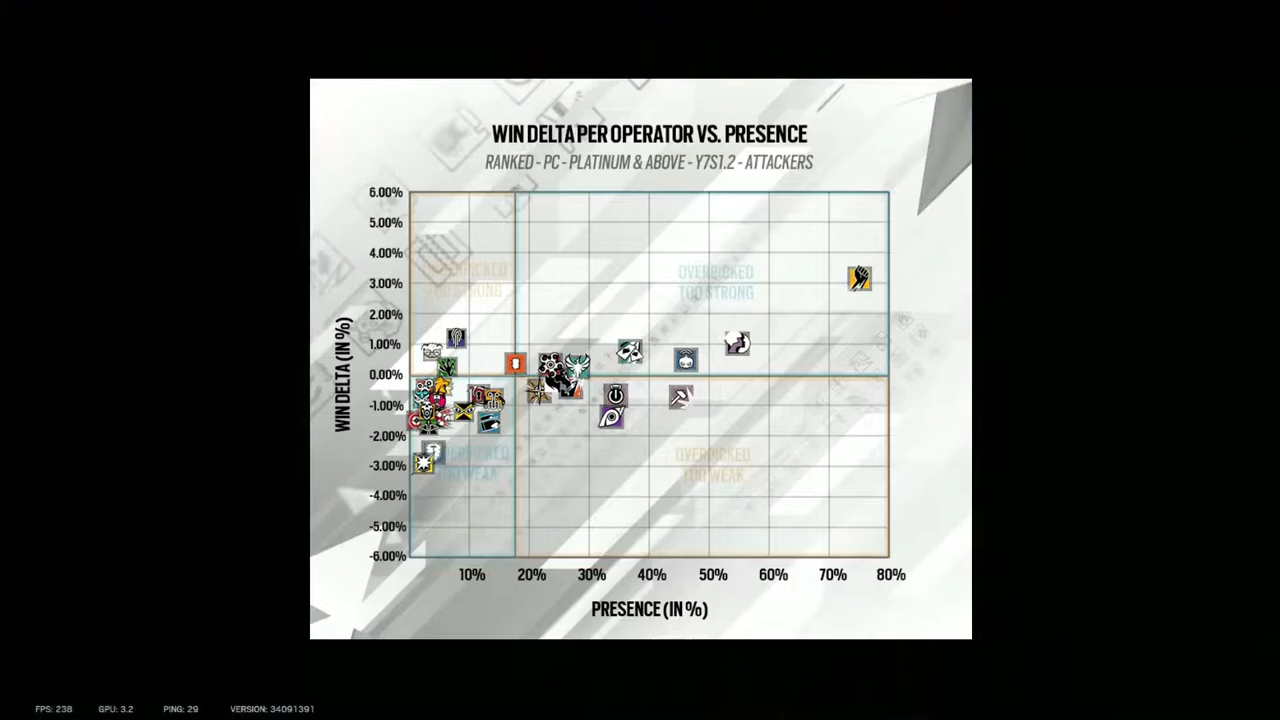 WIN DELTA PER OPERATOR VS. PRESENCE
RANKED - PC - PLATINUM & ABOVE - Y7S1.2 - ATTACKERS
6.00%
5.00%
4.00%
3.00%
2.00%
1.00%
0.00%
-1.00%
-2.00%
-3.00%
-4.00%
-5.00%
-6.00%
WIN DELTA (IN %)
TOO STRONG
OVERPICKED
TOO STRONG
OVERPICKED
TOO WEAK
10% 20% 30% 40% 50% 60% 70% 80%
PRESENCE (IN %)
FPS: 238 GPU: 3.2 PING: 29 VERSION: 34091391